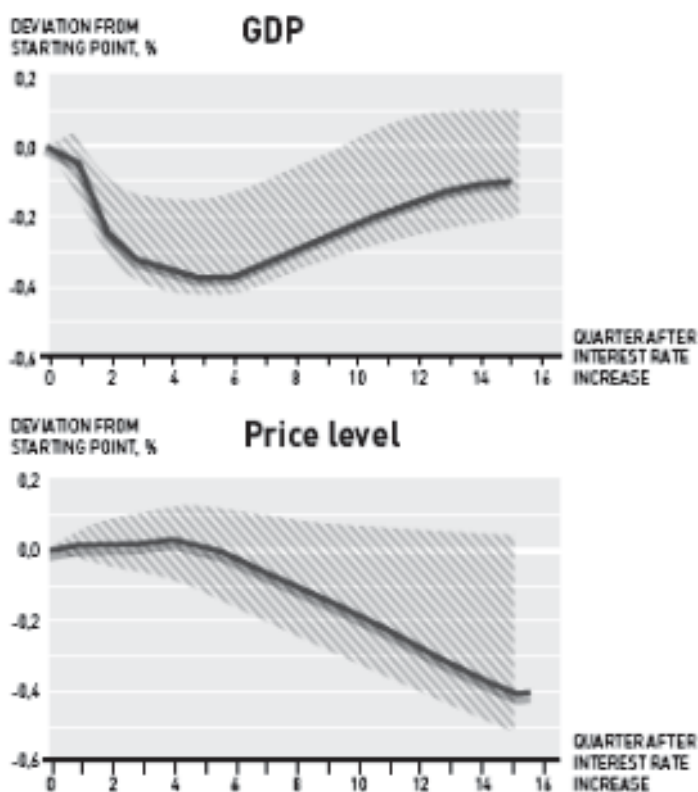 DEVIATION FROM
STARTING POINT, %
GDP
0,2
0,0
-0,2
-0,4
-0,6
0 2 4 6 8 10 12 14 16
QUARTER AFTER
INTEREST RATE
INCREASE
DEVIATION FROM
STARTING POINT, %
Price level
0,2
0,0
-0,2
-0,4
-0,6
0 2 4 6 8 10 12 14 16
QUARTER AFTER
INTEREST RATE
INCREASE